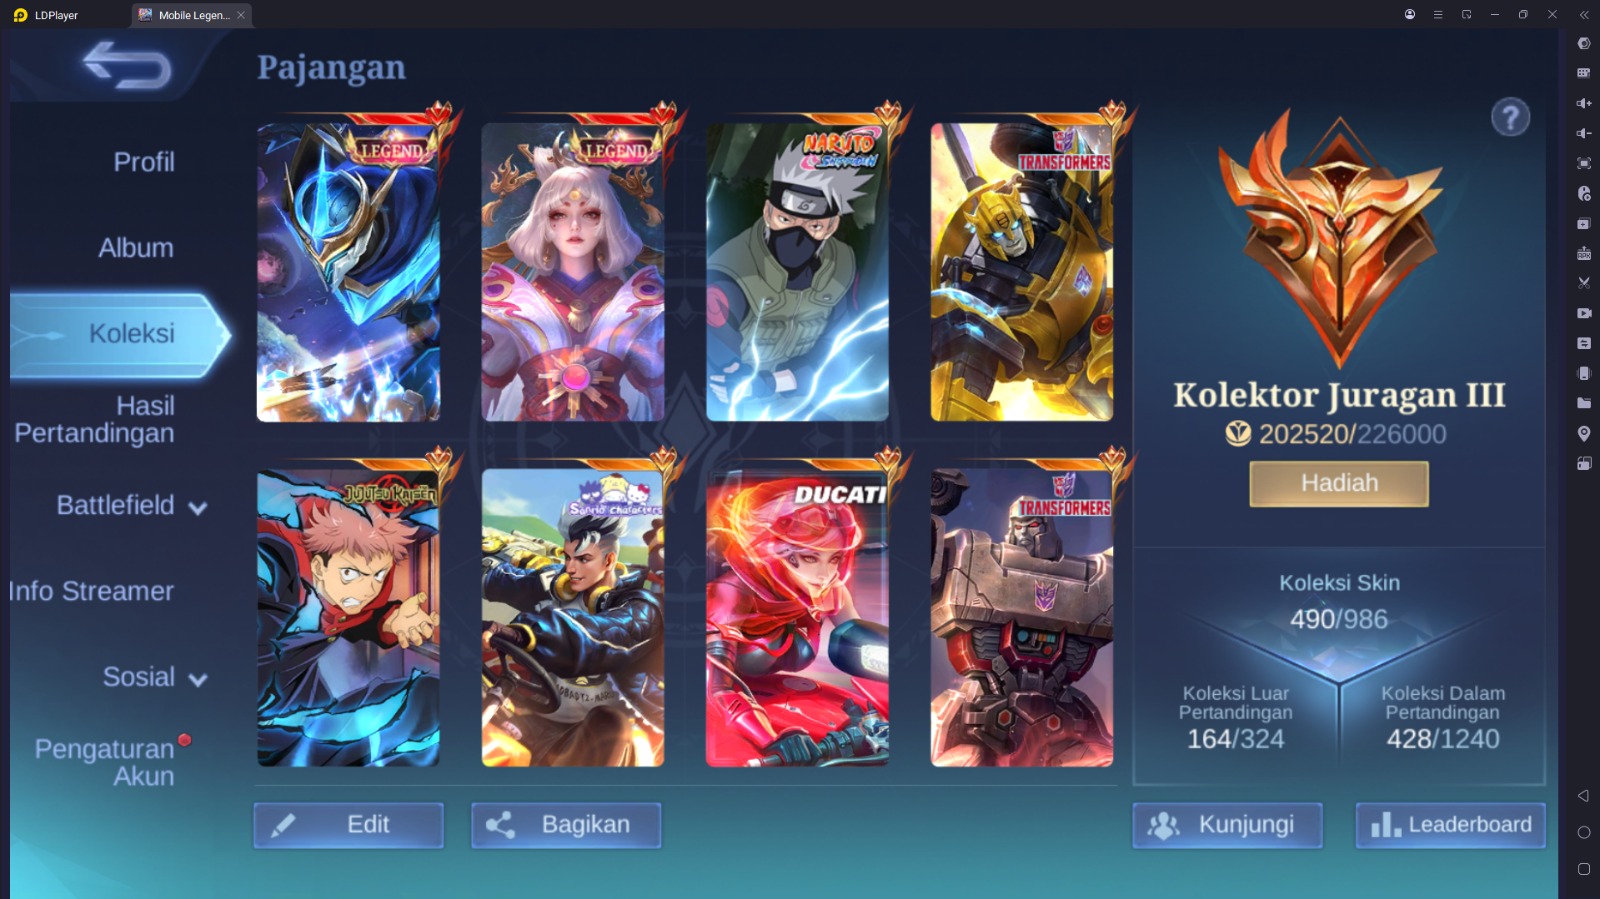 LDPlayer
Mobile Legen...
Pajangan
Profil
Album
Koleksi
Hasil
Pertandingan
Battlefield
Info Streamer
Sosial
Pengaturan
Akun
LEGEND
LEGEND
NARUTO
SHIPPUDEN
TRANSFORMERS
JUJUTSU KAISEN
Sanrio characters
DUCATI
TRANSFORMERS
?
Kolektor Juragan III
202520/226000
Hadiah
Koleksi Skin
490/986
Koleksi Luar
Pertandingan
164/324
Koleksi Dalam
Pertandingan
428/1240
Edit
Bagikan
Kunjungi
Leaderboard